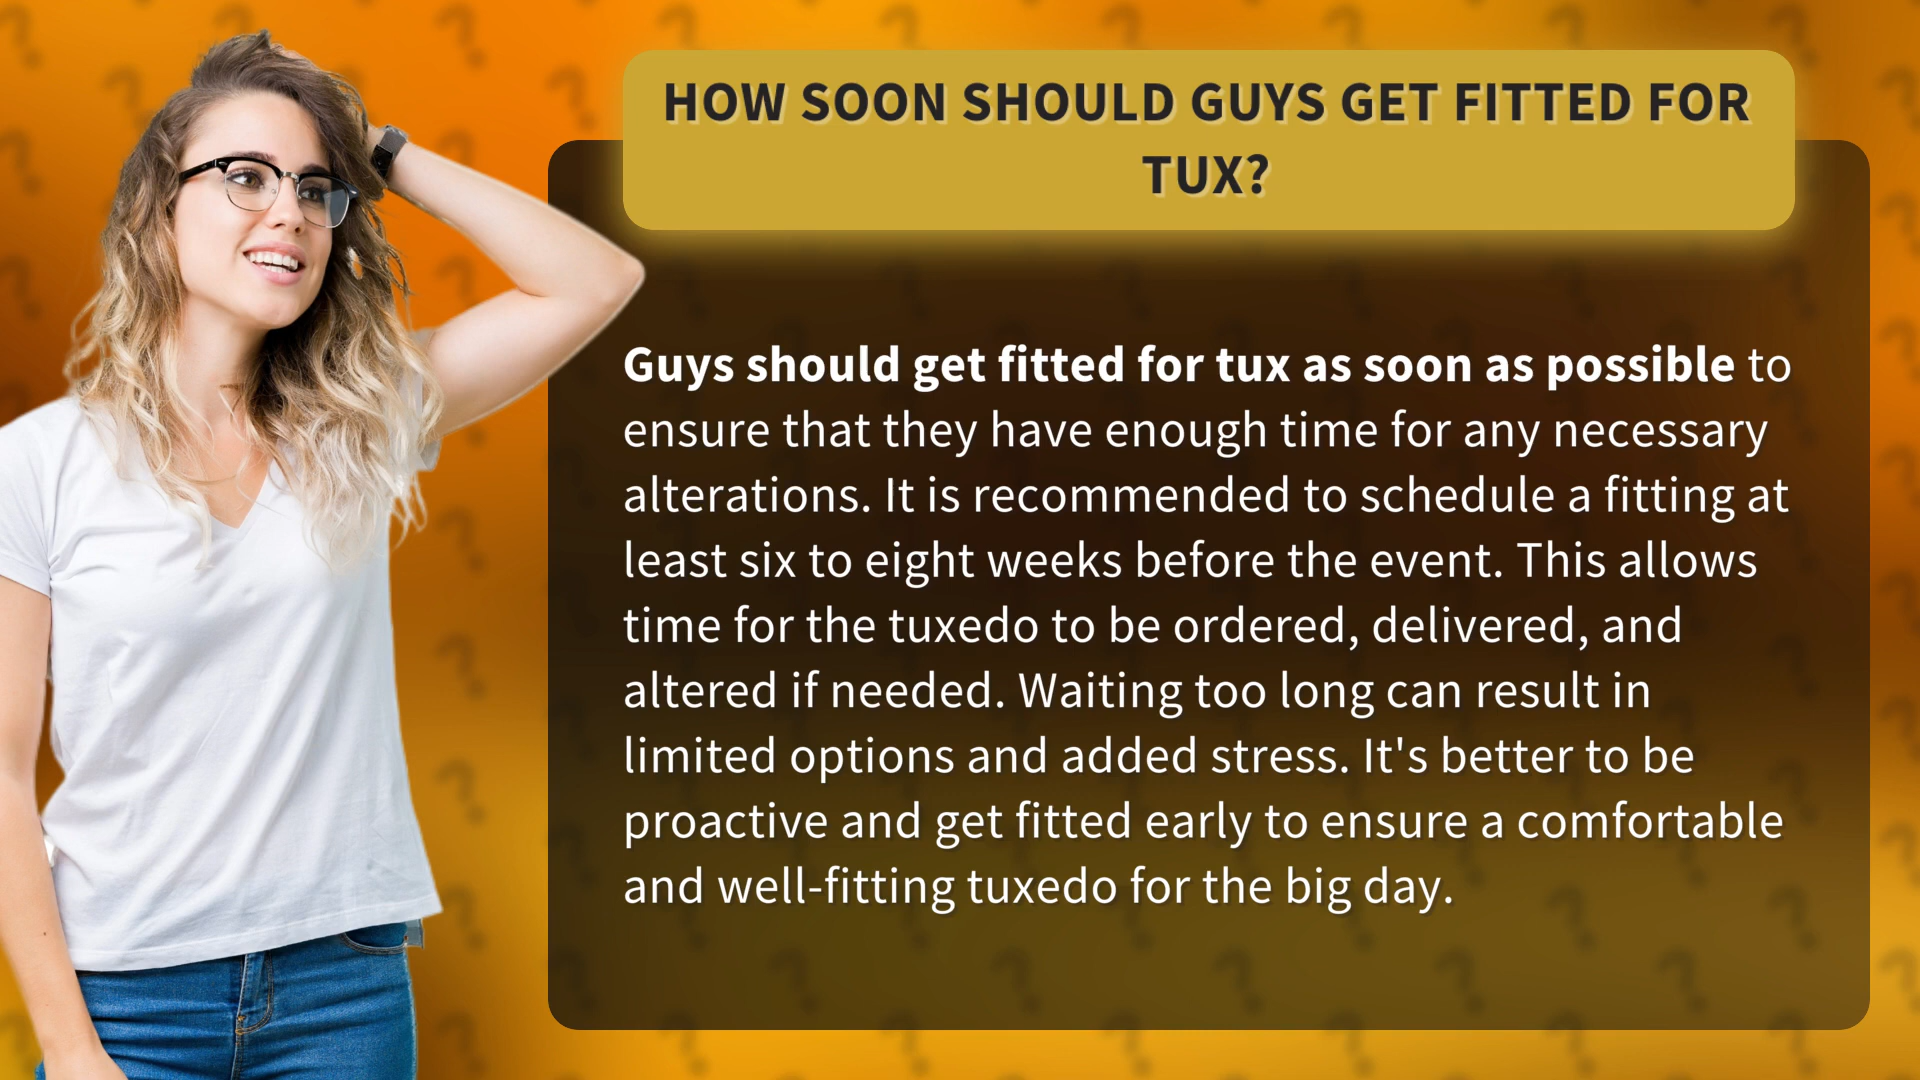 HOW SOON SHOULD GUYS GET FITTED FOR
TUX?
Guys should get fitted for tux as soon as possible to
ensure that they have enough time for any necessary
alterations. It is recommended to schedule a fitting at
least six to eight weeks before the event. This allows
time for the tuxedo to be ordered, delivered, and
altered if needed. Waiting too long can result in
limited options and added stress. It's better to be
proactive and get fitted early to ensure a comfortable
and well-fitting tuxedo for the big day.